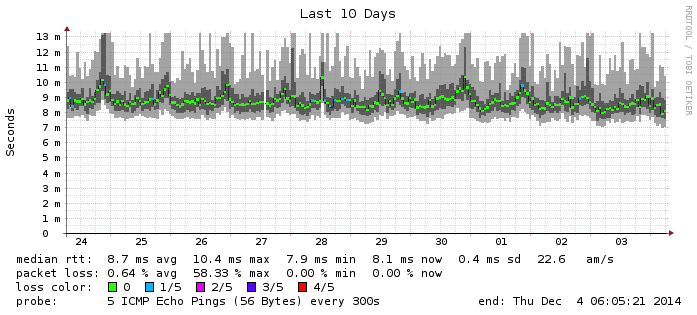 Last 10 Days
RRDTOOL / TOBI OETIKER
Seconds
13 m
12 m
11 m
10 m
9 m
8 m
7 m
6 m
5 m
4 m
3 m
2 m
1 m
0
24 25 26 27 28 29 30 01 02 03
median rtt: 8.7 ms avg 10.4 ms max 7.9 ms min 8.1 ms now 0.4 ms sd 22.6 am/s
packet loss: 0.64 % avg 58.33 % max 0.00 % min 0.00 % now
loss color: 0 1/5 2/5 3/5 4/5
probe: 5 ICMP Echo Pings (56 Bytes) every 300s end: Thu Dec 4 06:05:21 2014